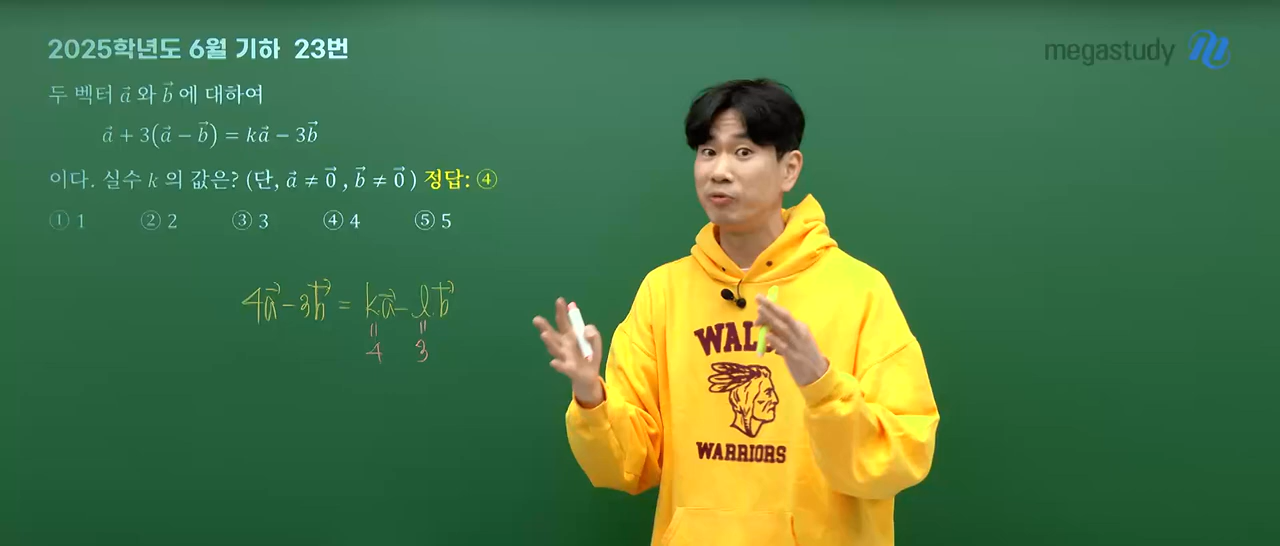 2025학년도 6월 기하 23번
megastudy
두 벡터 a⃗ 와 b⃗ 에 대하여
a⃗ + 3(a⃗ − b⃗) = ka⃗ − 3b⃗
이다. 실수 k 의 값은? (단, a⃗ ≠ 0⃗ , b⃗ ≠ 0⃗ ) 정답: ④
① 1 ② 2 ③ 3 ④ 4 ⑤ 5
4a⃗ − 3b⃗ = ka⃗ − l b⃗
" "
4 3
WARRIORS